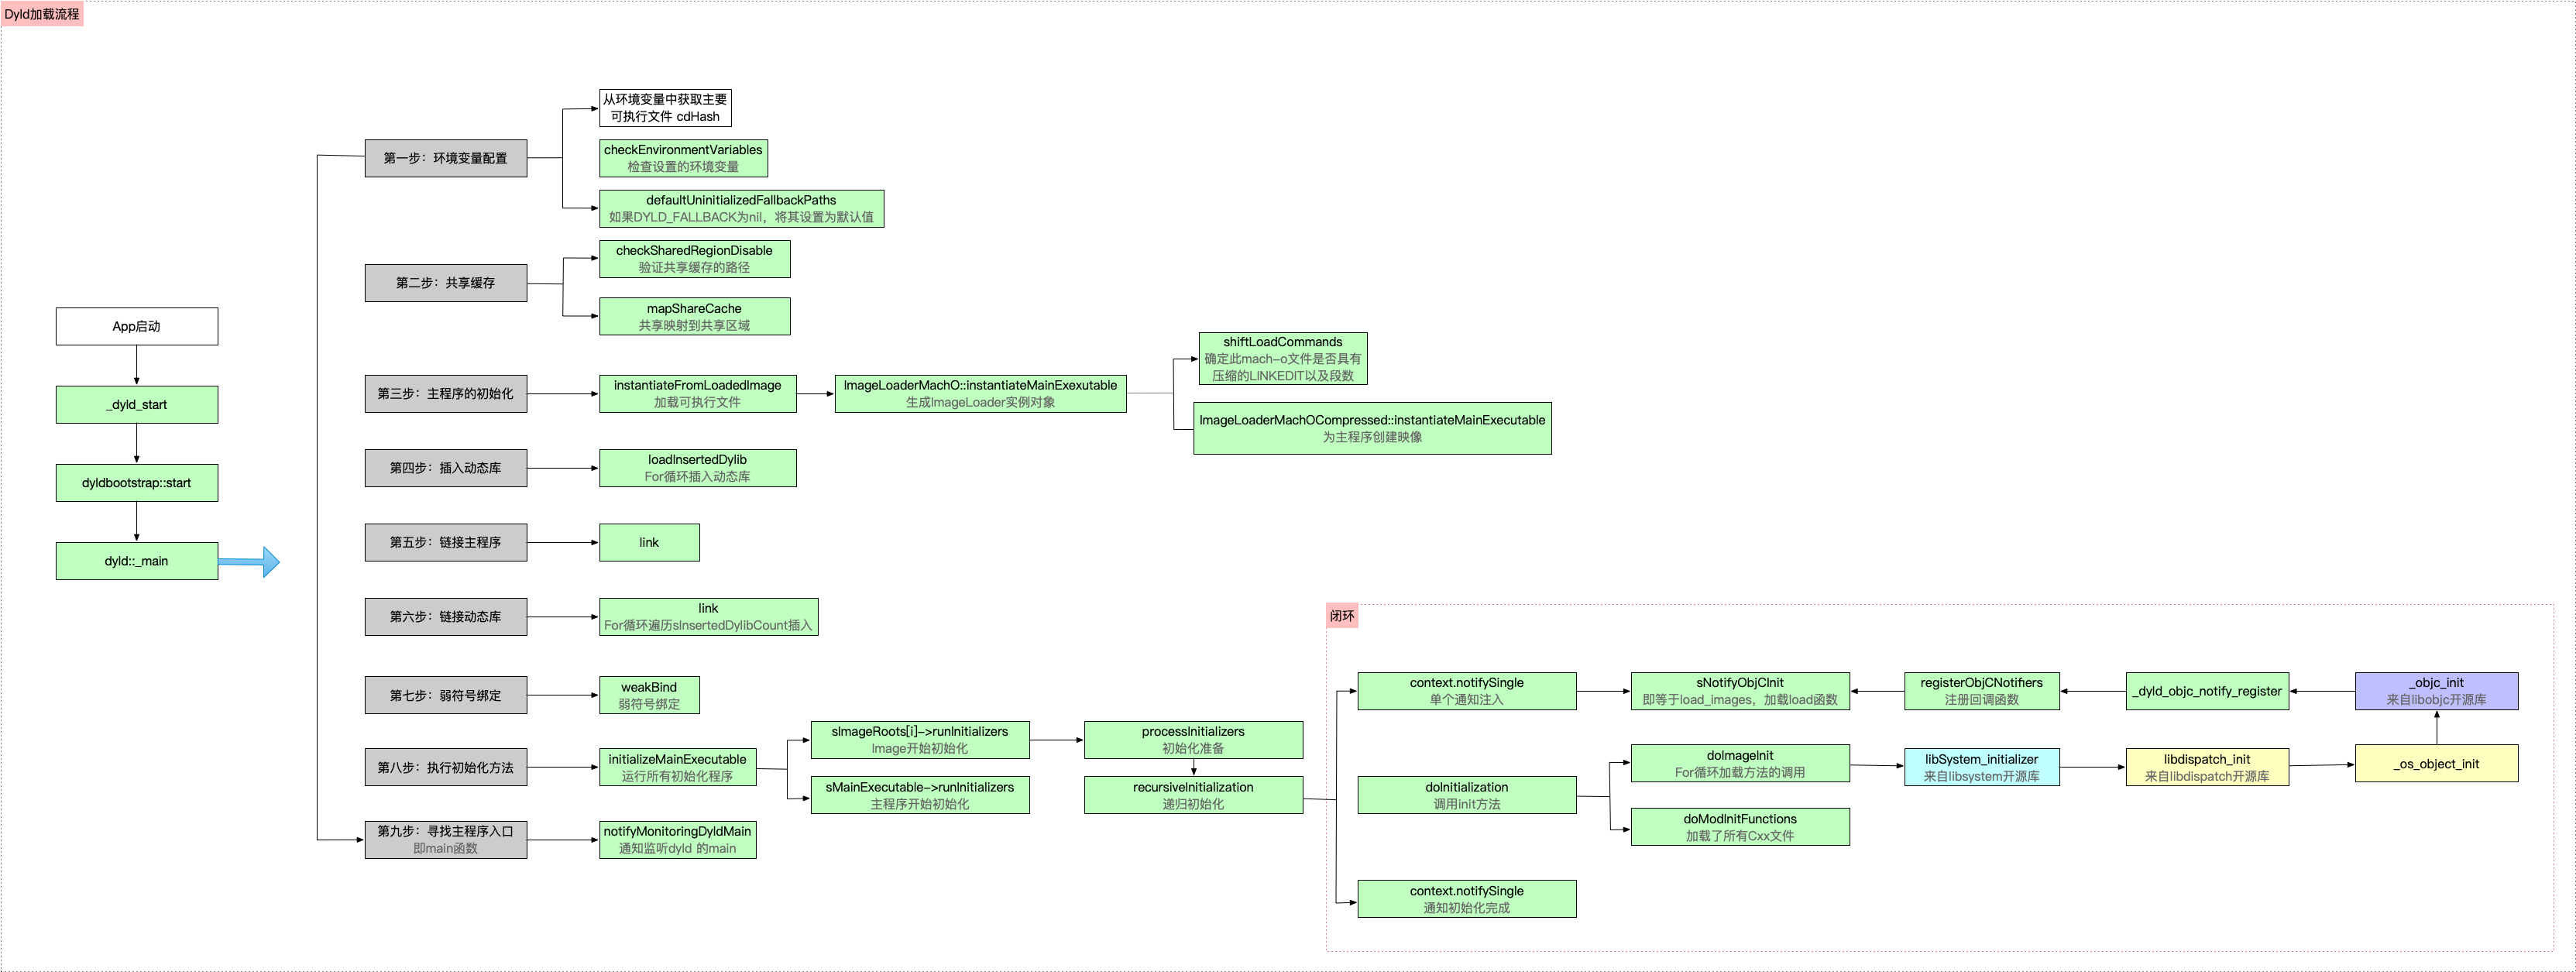 Dyld加载流程
App启动
_dyld_start
dyldbootstrap::start
dyld::_main
第一步：环境变量配置
从环境变量中获取主要
可执行文件 cdHash
checkEnvironmentVariables
检查设置的环境变量
defaultUninitializedFallbackPaths
如果DYLD_FALLBACK为nil，将其设置为默认值
第二步：共享缓存
checkSharedRegionDisable
验证共享缓存的路径
mapShareCache
共享映射到共享区域
第三步：主程序的初始化
instantiateFromLoadedImage
加载可执行文件
ImageLoaderMachO::instantiateMainExexutable
生成ImageLoader实例对象
shiftLoadCommands
确定此mach-o文件是否具有
压缩的LINKEDIT以及段数
ImageLoaderMachOCompressed::instantiateMainExecutable
为主程序创建映像
第四步：插入动态库
loadInsertedDylib
For循环插入动态库
第五步：链接主程序
link
第六步：链接动态库
link
For循环遍历sInsertedDylibCount插入
第七步：弱符号绑定
weakBind
弱符号绑定
第八步：执行初始化方法
initializeMainExecutable
运行所有初始化程序
sImageRoots[i]->runInitializers
Image开始初始化
sMainExecutable->runInitializers
主程序开始初始化
processInitializers
初始化准备
recursiveInitialization
递归初始化
第九步：寻找主程序入口
即main函数
notifyMonitoringDyldMain
通知监听dyld 的main
闭环
context.notifySingle
单个通知注入
sNotifyObjCInit
即等于load_images，加载load函数
registerObjCNotifiers
注册回调函数
_dyld_objc_notify_register
_objc_init
来自libobjc开源库
doInitialization
调用init方法
doImageInit
For循环加载方法的调用
libSystem_initializer
来自libsystem开源库
libdispatch_init
来自libdispatch开源库
_os_object_init
doModInitFunctions
加载了所有Cxx文件
context.notifySingle
通知初始化完成